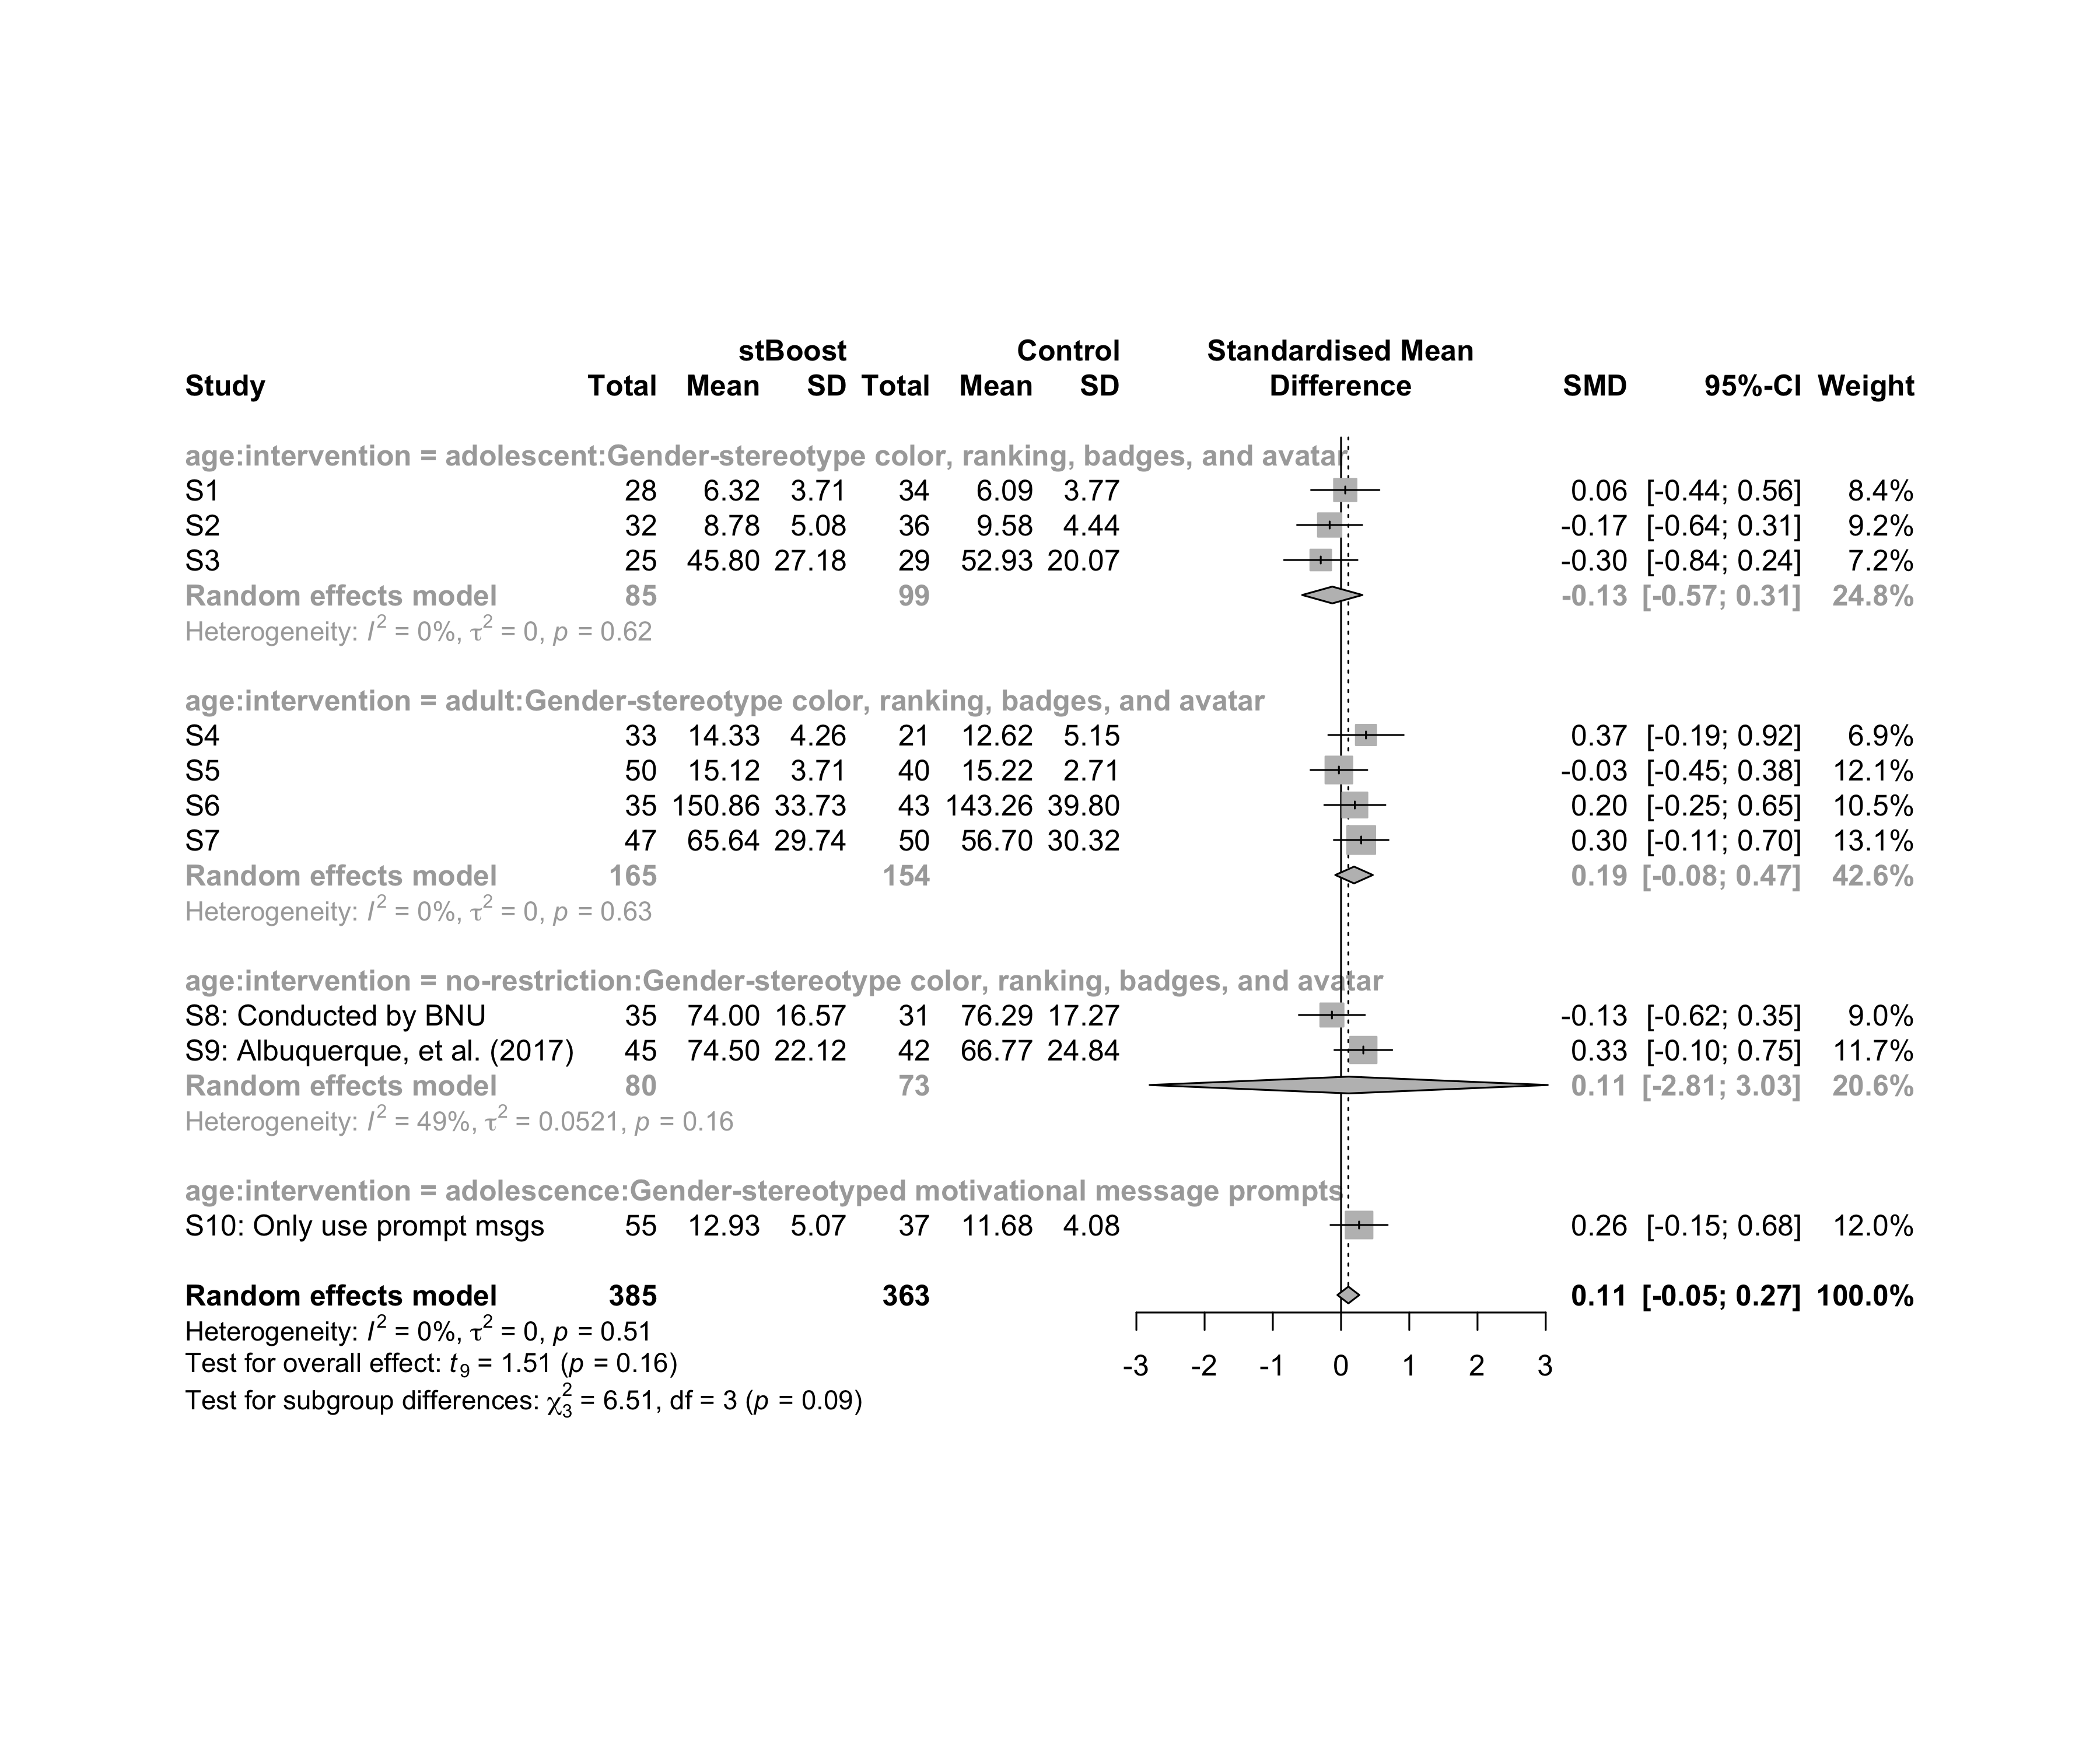 stBoost Control Standardised Mean
Study Total Mean SD Total Mean SD Difference SMD 95%-CI Weight
age:intervention = adolescent:Gender-stereotype color, ranking, badges, and avatar
S1 28 6.32 3.71 34 6.09 3.77 0.06 [-0.44; 0.56] 8.4%
S2 32 8.78 5.08 36 9.58 4.44 -0.17 [-0.64; 0.31] 9.2%
S3 25 45.80 27.18 29 52.93 20.07 -0.30 [-0.84; 0.24] 7.2%
Random effects model 85 99 -0.13 [-0.57; 0.31] 24.8%
Heterogeneity: I² = 0%, τ² = 0, p = 0.62
age:intervention = adult:Gender-stereotype color, ranking, badges, and avatar
S4 33 14.33 4.26 21 12.62 5.15 0.37 [-0.19; 0.92] 6.9%
S5 50 15.12 3.71 40 15.22 2.71 -0.03 [-0.45; 0.38] 12.1%
S6 35 150.86 33.73 43 143.26 39.80 0.20 [-0.25; 0.65] 10.5%
S7 47 65.64 29.74 50 56.70 30.32 0.30 [-0.11; 0.70] 13.1%
Random effects model 165 154 0.19 [-0.08; 0.47] 42.6%
Heterogeneity: I² = 0%, τ² = 0, p = 0.63
age:intervention = no-restriction:Gender-stereotype color, ranking, badges, and avatar
S8: Conducted by BNU 35 74.00 16.57 31 76.29 17.27 -0.13 [-0.62; 0.35] 9.0%
S9: Albuquerque, et al. (2017) 45 74.50 22.12 42 66.77 24.84 0.33 [-0.10; 0.75] 11.7%
Random effects model 80 73 0.11 [-2.81; 3.03] 20.6%
Heterogeneity: I² = 49%, τ² = 0.0521, p = 0.16
age:intervention = adolescence:Gender-stereotyped motivational message prompts
S10: Only use prompt msgs 55 12.93 5.07 37 11.68 4.08 0.26 [-0.15; 0.68] 12.0%
Random effects model 385 363 0.11 [-0.05; 0.27] 100.0%
Heterogeneity: I² = 0%, τ² = 0, p = 0.51
Test for overall effect: t₉ = 1.51 (p = 0.16)
-3 -2 -1 0 1 2 3
Test for subgroup differences: χ²₃ = 6.51, df = 3 (p = 0.09)